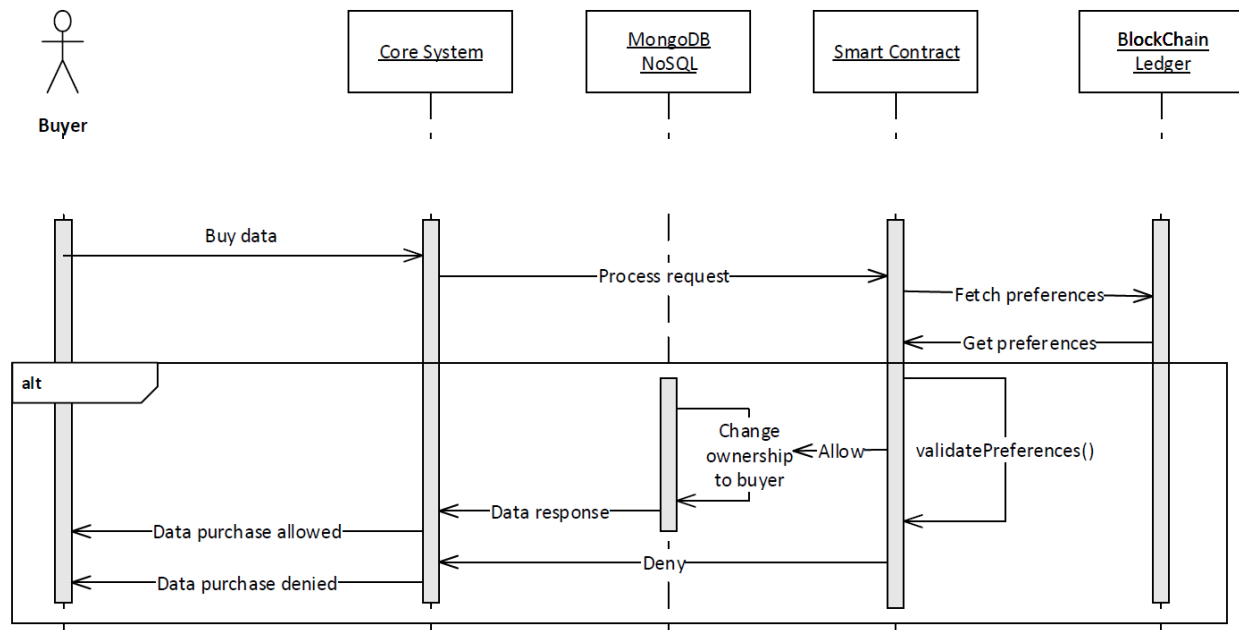 Buyer
Core System
MongoDB
NoSQL
Smart Contract
BlockChain
Ledger
Buy data
Process request
Fetch preferences
Get preferences
alt
Change
ownership
to buyer
Allow
validatePreferences()
Data response
Data purchase allowed
Deny
Data purchase denied